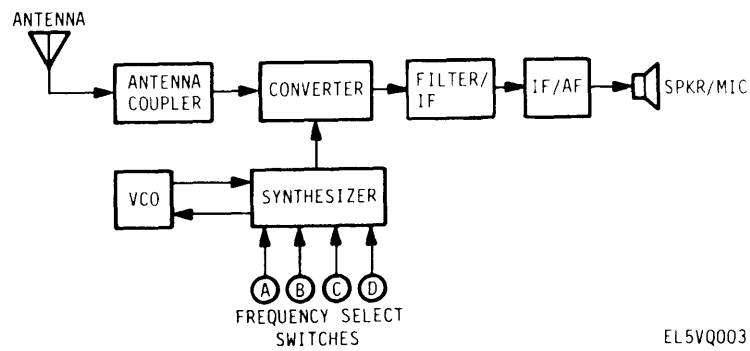 ANTENNA
ANTENNA
COUPLER
CONVERTER
FILTER/
IF
IF/AF
SPKR/MIC
VCO
SYNTHESIZER
A
B
C
D
FREQUENCY SELECT
SWITCHES
EL5VQ003